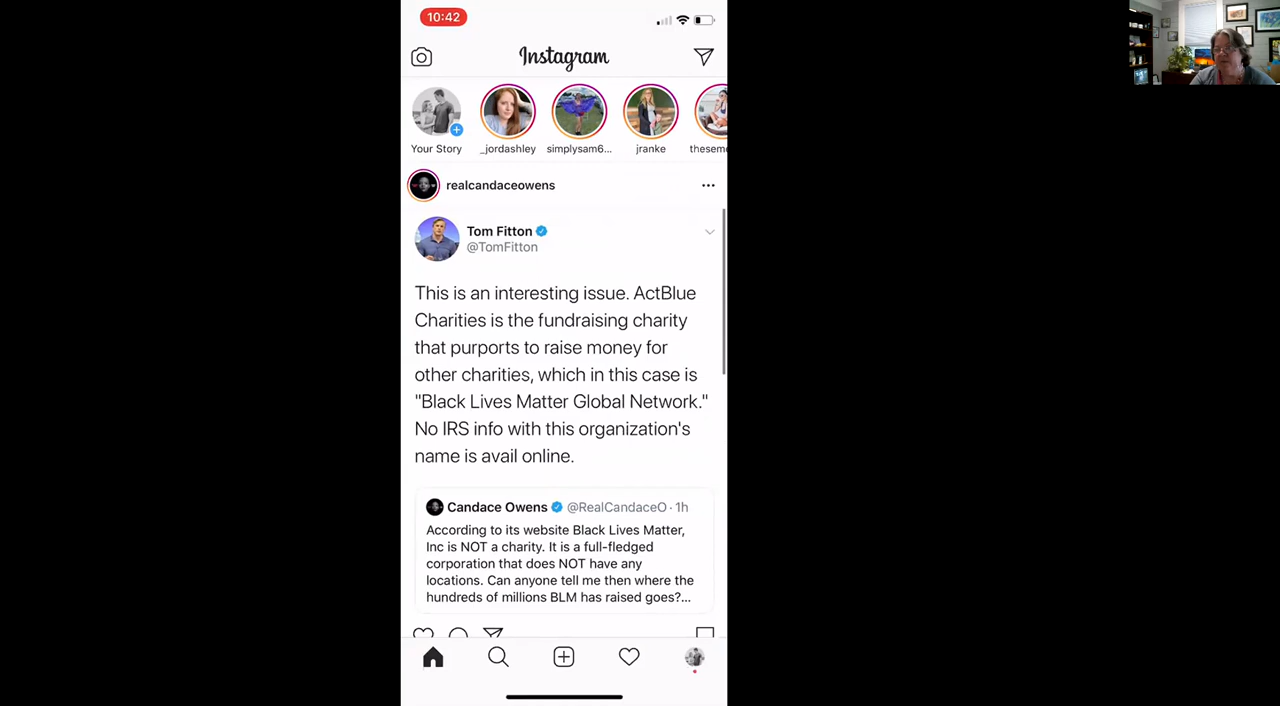 10:42
Instagram
Your Story
_jordashley
simplysam6...
jranke
theseme
realcandaceowens
Tom Fitton
@TomFitton
This is an interesting issue. ActBlue
Charities is the fundraising charity
that purports to raise money for
other charities, which in this case is
"Black Lives Matter Global Network."
No IRS info with this organization's
name is avail online.
Candace Owens @RealCandaceO · 1h
According to its website Black Lives Matter,
Inc is NOT a charity. It is a full-fledged
corporation that does NOT have any
locations. Can anyone tell me then where the
hundreds of millions BLM has raised goes?...